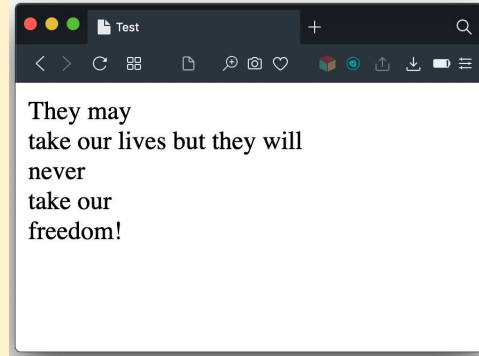 Test
They may
take our lives but they will
never
take our
freedom!